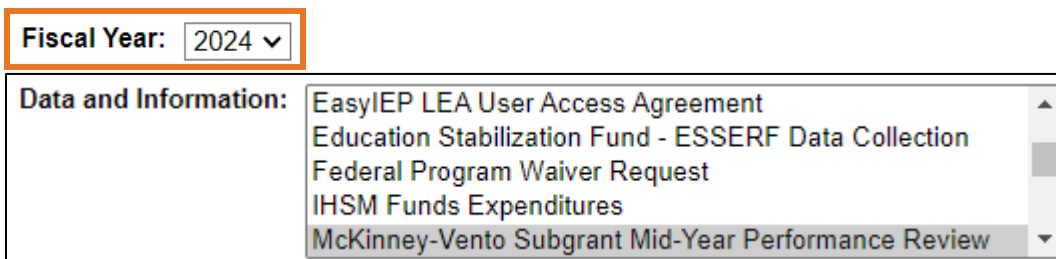 Fiscal Year: 2024
Data and Information: EasyIEP LEA User Access Agreement
Education Stabilization Fund - ESSERF Data Collection
Federal Program Waiver Request
IHSM Funds Expenditures
McKinney-Vento Subgrant Mid-Year Performance Review